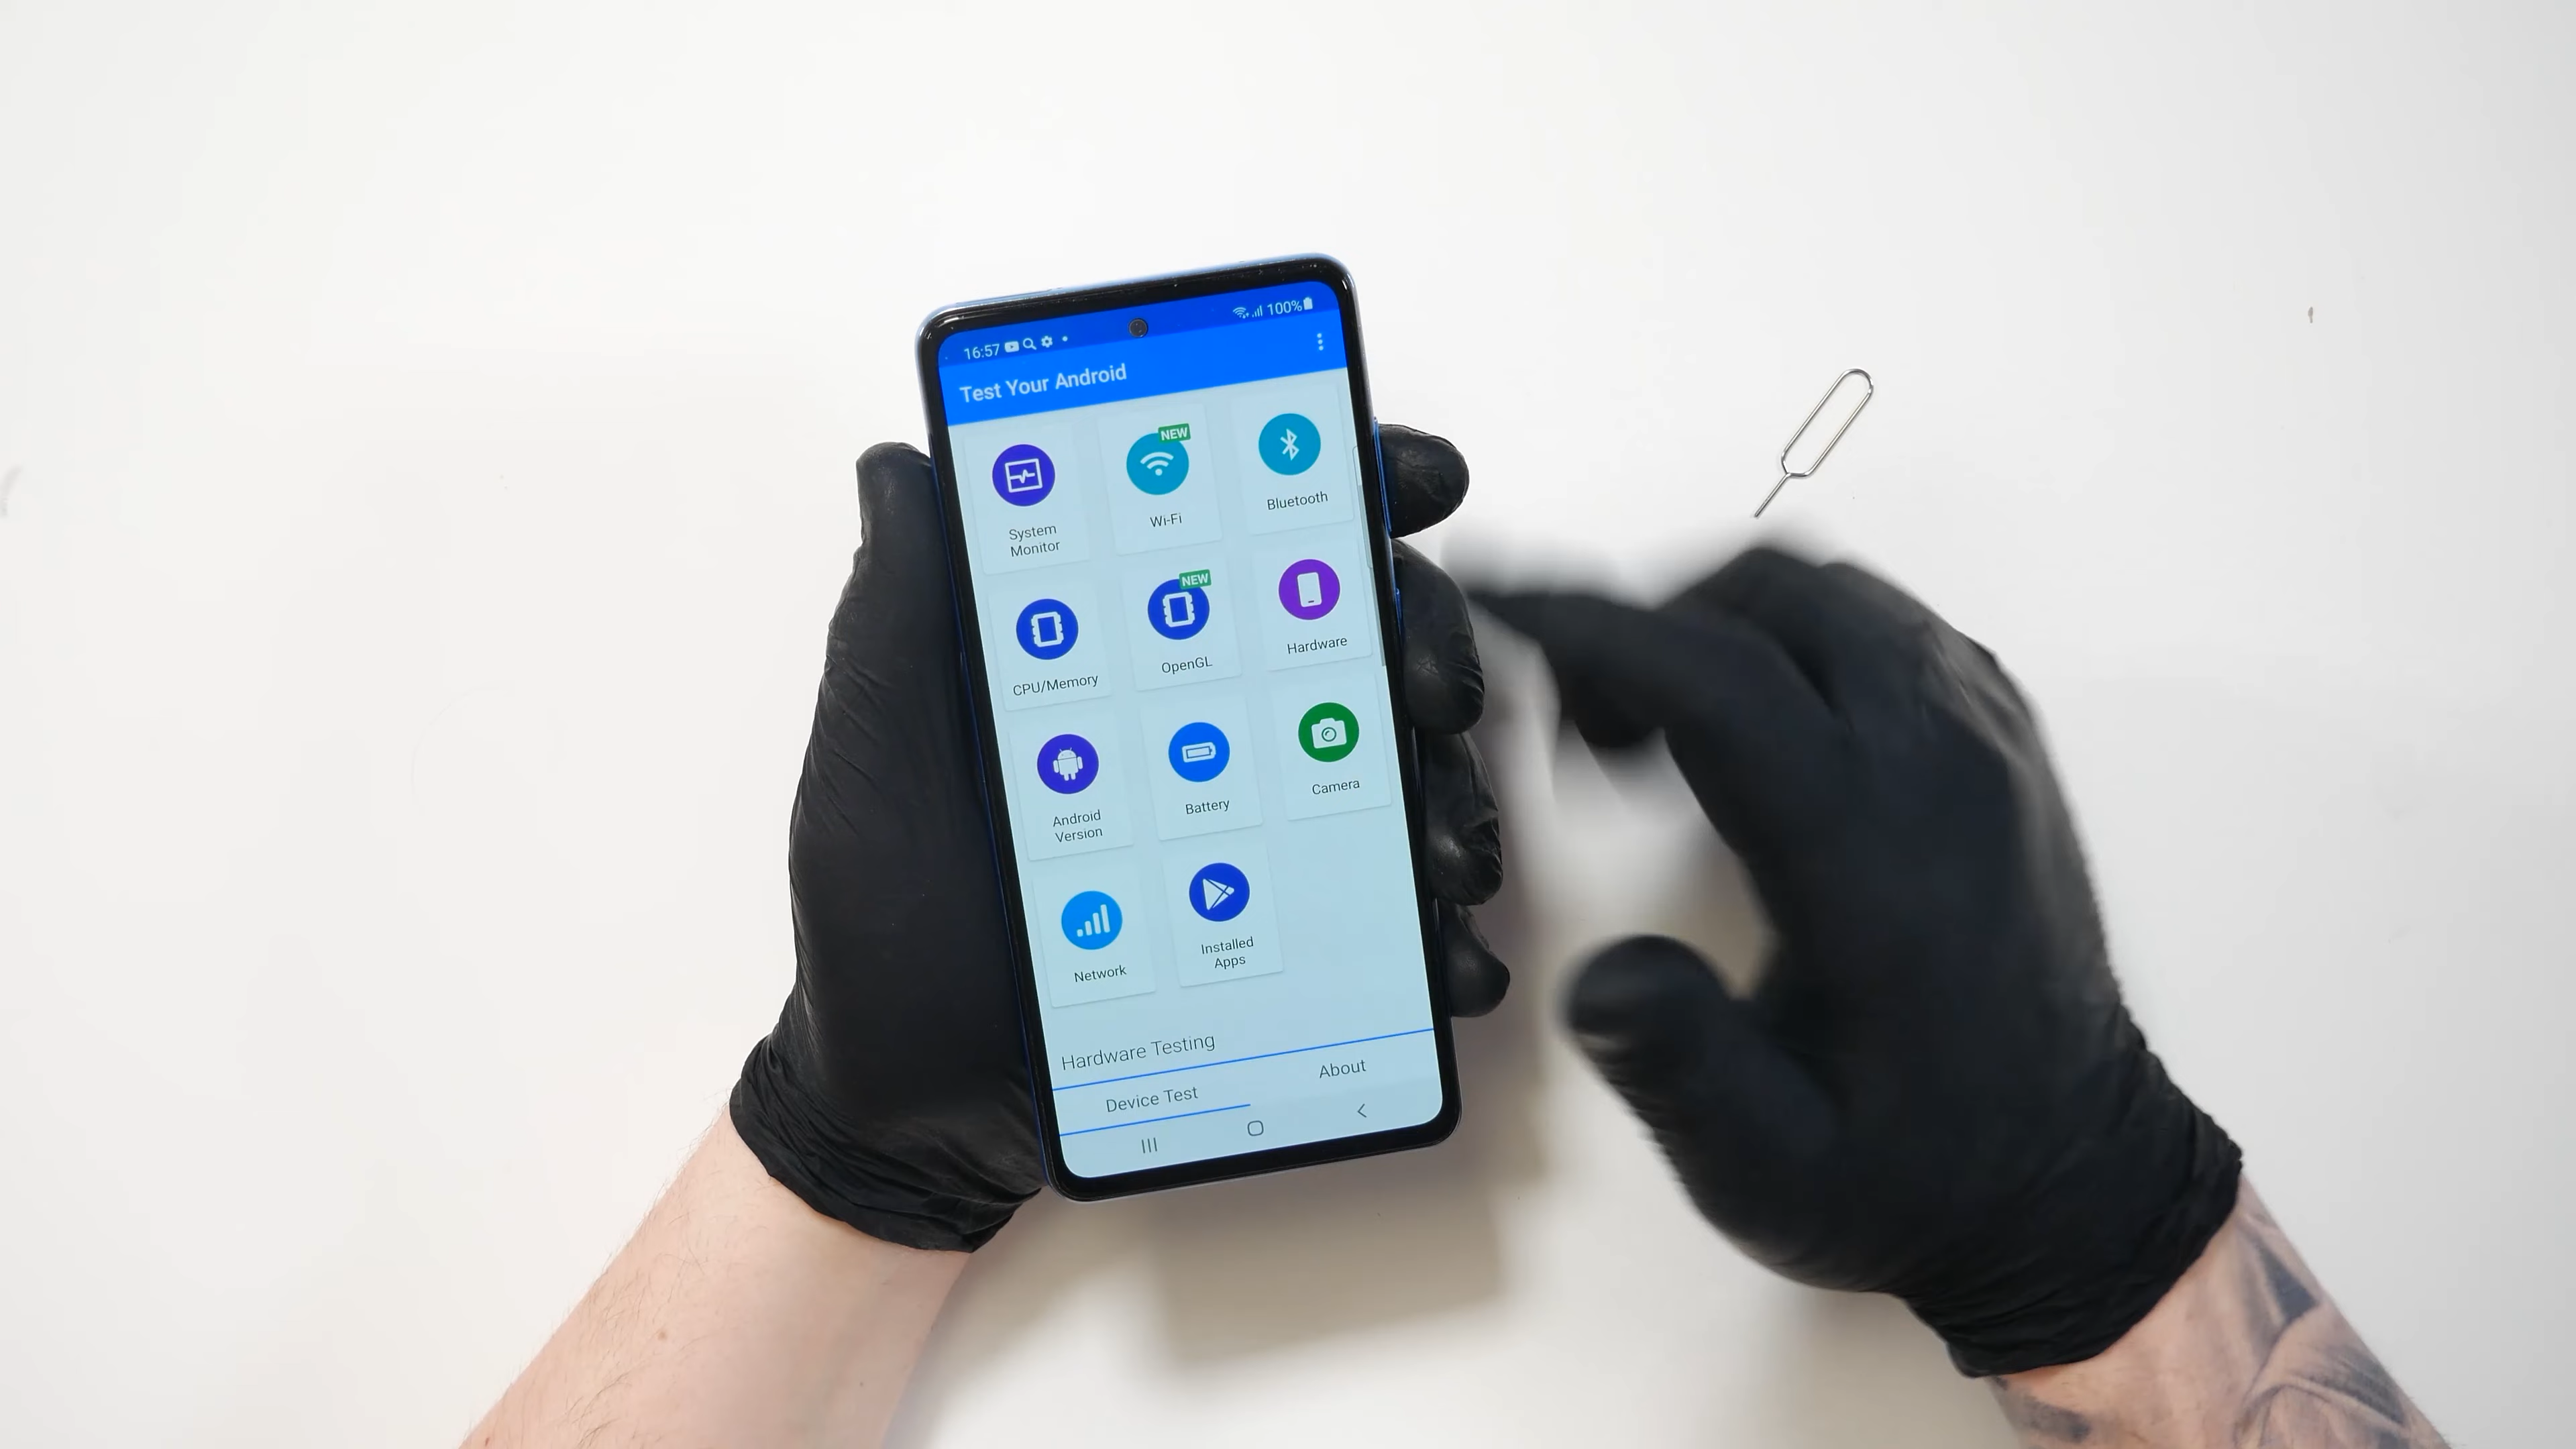 16:57
100%
Test Your Android
System
Monitor
NEW
Wi-Fi
Bluetooth
CPU/Memory
NEW
OpenGL
Hardware
Android
Version
Battery
Camera
Network
Installed
Apps
Hardware Testing
Device Test
About